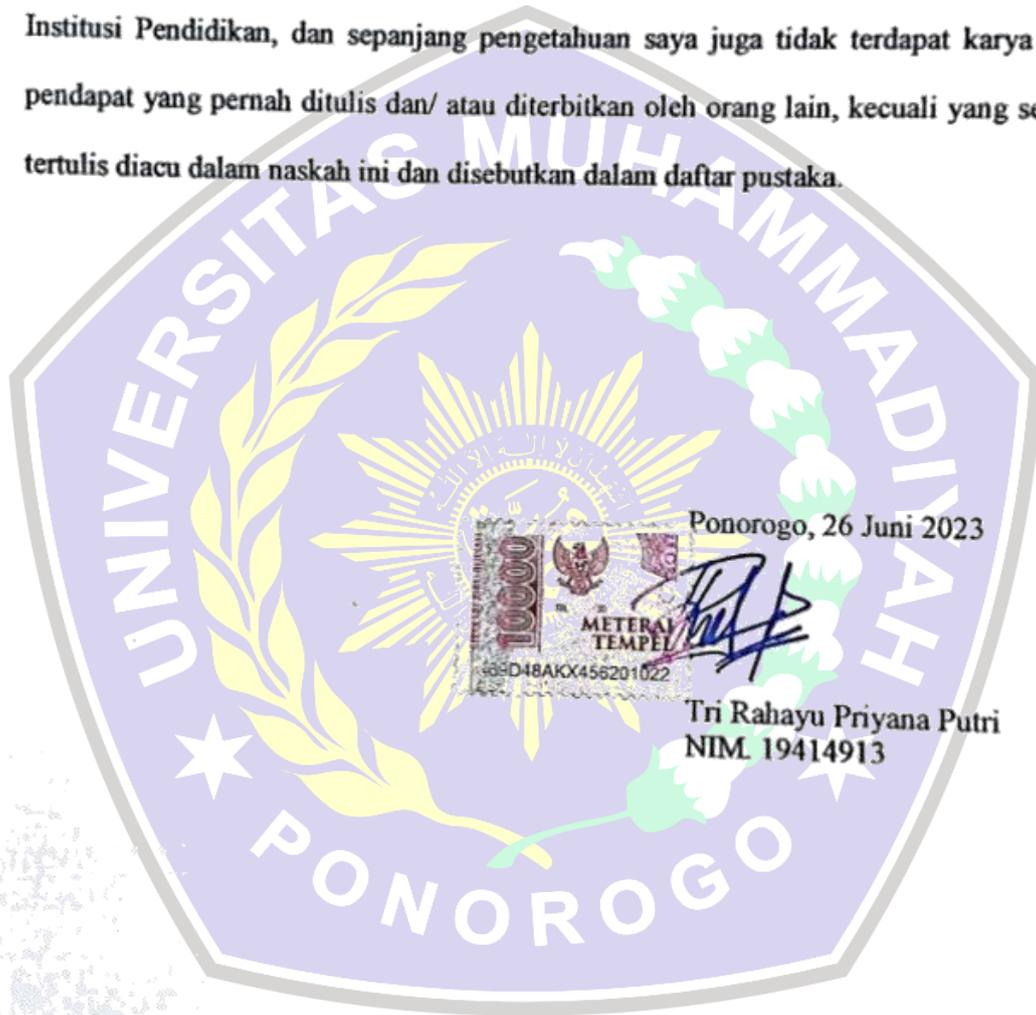 Institusi Pendidikan, dan sepanjang pengetahuan saya juga tidak terdapat karya
pendapat yang pernah ditulis dan/ atau diterbitkan oleh orang lain, kecuali yang se
tertulis diacu dalam naskah ini dan disebutkan dalam daftar pustaka.
UNIVERSITAS MUHAMMADIYAH
Ponorogo, 26 Juni 2023
10000
METERAI
TEMPEL
69D48AKX456201022
Tri Rahayu Priyana Putri
NIM. 19414913
PONOROGO